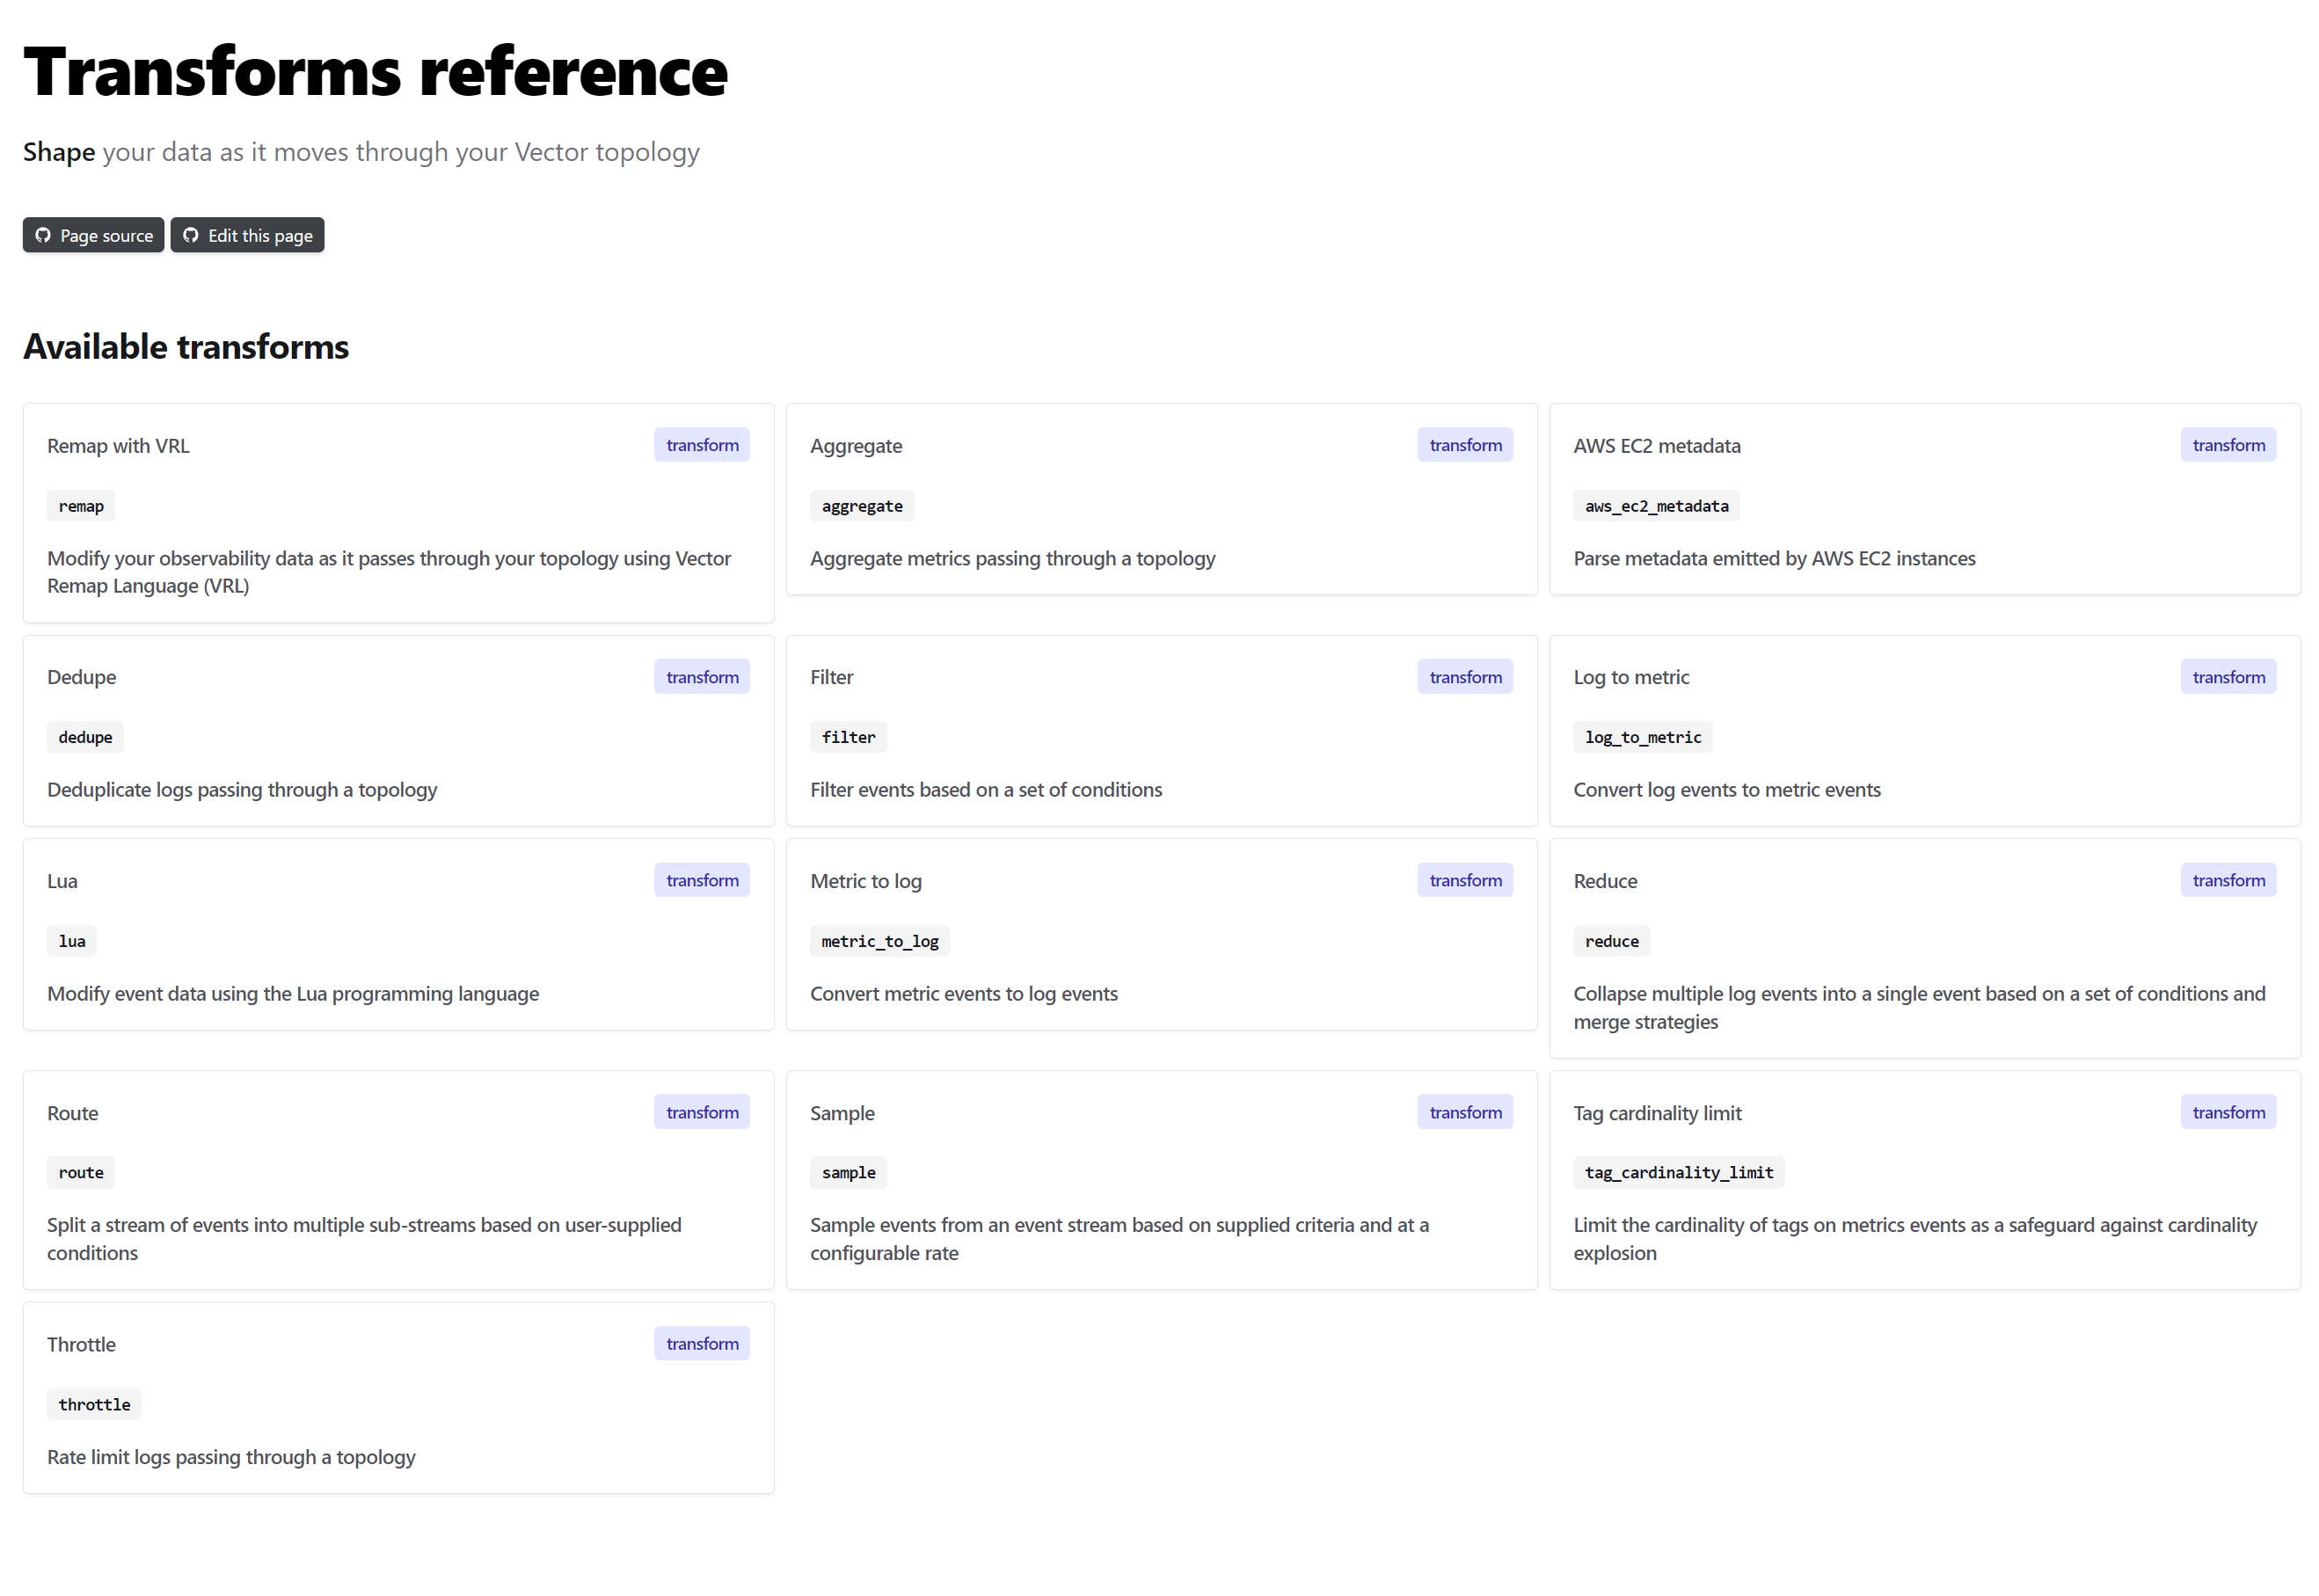 Transforms reference
Shape your data as it moves through your Vector topology
Page source
Edit this page
Available transforms
Remap with VRL
transform
remap
Modify your observability data as it passes through your topology using Vector
Remap Language (VRL)
Aggregate
transform
aggregate
Aggregate metrics passing through a topology
AWS EC2 metadata
transform
aws_ec2_metadata
Parse metadata emitted by AWS EC2 instances
Dedupe
transform
dedupe
Deduplicate logs passing through a topology
Filter
transform
filter
Filter events based on a set of conditions
Log to metric
transform
log_to_metric
Convert log events to metric events
Lua
transform
lua
Modify event data using the Lua programming language
Metric to log
transform
metric_to_log
Convert metric events to log events
Reduce
transform
reduce
Collapse multiple log events into a single event based on a set of conditions and
merge strategies
Route
transform
route
Split a stream of events into multiple sub-streams based on user-supplied
conditions
Sample
transform
sample
Sample events from an event stream based on supplied criteria and at a
configurable rate
Tag cardinality limit
transform
tag_cardinality_limit
Limit the cardinality of tags on metrics events as a safeguard against cardinality
explosion
Throttle
transform
throttle
Rate limit logs passing through a topology